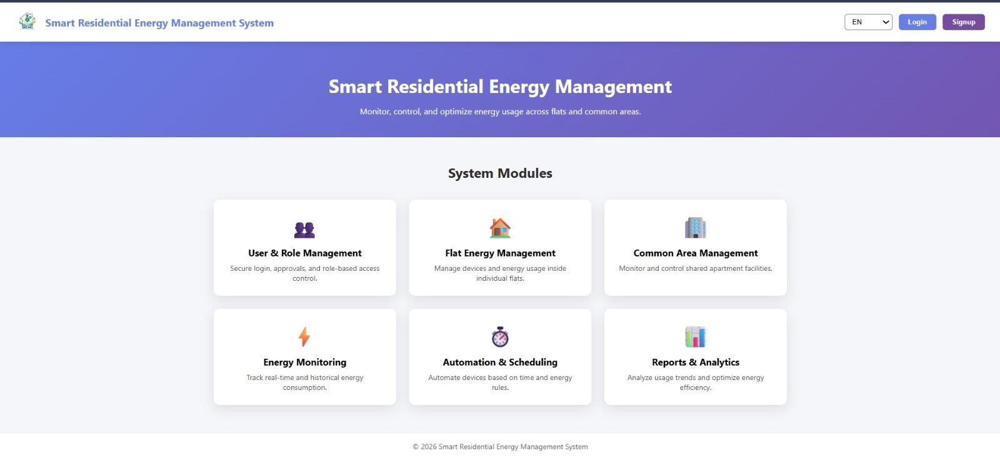 SREMS
Smart Residential Energy Management System
EN
Login
Signup
Smart Residential Energy Management
Monitor, control, and optimize energy usage across flats and common areas.
System Modules
User & Role Management
Secure login, approvals, and role-based access
control.
Flat Energy Management
Manage devices and energy usage inside
individual flats.
Common Area Management
Monitor and control shared apartment facilities.
Energy Monitoring
Track real-time and historical energy
consumption.
Automation & Scheduling
Automate devices based on time and energy
rules.
Reports & Analytics
Analyze usage trends and optimize energy
efficiency.
© 2026 Smart Residential Energy Management System